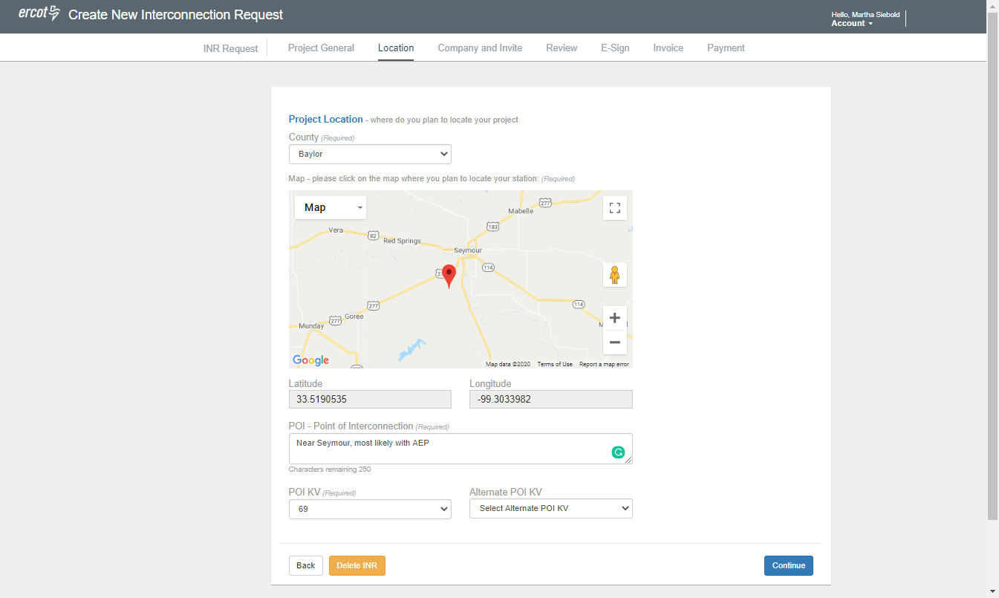 ercot Create New Interconnection Request
Hello, Martha Siebold
Account
INR Request Project General Location Company and Invite Review E-Sign Invoice Payment
Project Location - where do you plan to locate your project
County (Required)
Baylor
Map - please click on the map where you plan to locate your station: (Required)
Map
277
Mabelle
183
Vera
82
Red Springs
Seymour
114
277
114
Goree
277
Munday
Google
Map data ©2020 Terms of Use Report a map error
Latitude Longitude
33.5190535 -99.3033982
POI - Point of Interconnection (Required)
Near Seymour, most likely with AEP
Characters remaining 250
POI KV (Required) Alternate POI KV
69 Select Alternate POI KV
Back Delete INR Continue